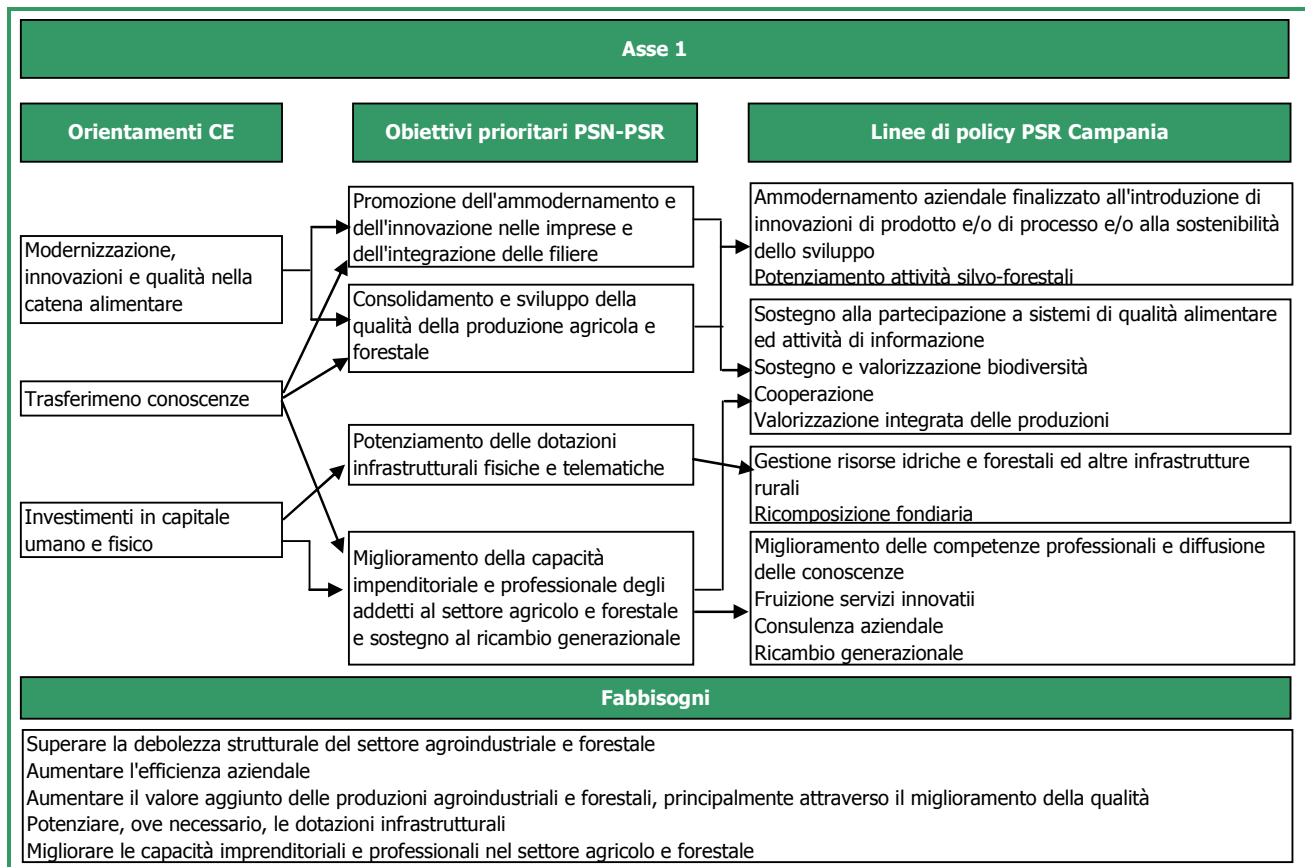 Asse 1
Orientamenti CE
Obiettivi prioritari PSN-PSR
Linee di policy PSR Campania
Modernizzazione,
innovazioni e qualità nella
catena alimentare
Trasferimeno conoscenze
Investimenti in capitale
umano e fisico
Promozione dell'ammodernamento e
dell'innovazione nelle imprese e
dell'integrazione delle filiere
Consolidamento e sviluppo della
qualità della produzione agricola e
forestale
Potenziamento delle dotazioni
infrastrutturali fisiche e telematiche
Miglioramento della capacità
impenditoriale e professionale degli
addetti al settore agricolo e forestale
e sostegno al ricambio generazionale
Ammodernamento aziendale finalizzato all'introduzione di
innovazioni di prodotto e/o di processo e/o alla sostenibilità
dello sviluppo
Potenziamento attività silvo-forestali
Sostegno alla partecipazione a sistemi di qualità alimentare
ed attività di informazione
Sostegno e valorizzazione biodiversità
Cooperazione
Valorizzazione integrata delle produzioni
Gestione risorse idriche e forestali ed altre infrastrutture
rurali
Ricomposizione fondiaria
Miglioramento delle competenze professionali e diffusione
delle conoscenze
Fruizione servizi innovatii
Consulenza aziendale
Ricambio generazionale
Fabbisogni
Superare la debolezza strutturale del settore agroindustriale e forestale
Aumentare l'efficienza aziendale
Aumentare il valore aggiunto delle produzioni agroindustriali e forestali, principalmente attraverso il miglioramento della qualità
Potenziare, ove necessario, le dotazioni infrastrutturali
Migliorare le capacità imprenditoriali e professionali nel settore agricolo e forestale